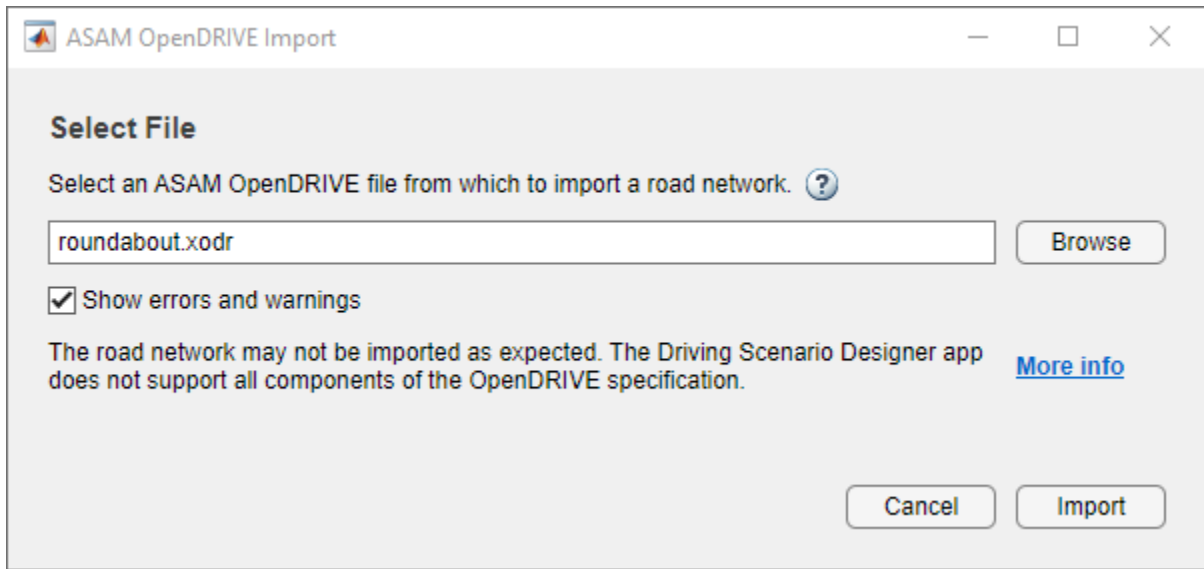 ASAM OpenDRIVE Import
Select File
Select an ASAM OpenDRIVE file from which to import a road network. ?
roundabout.xodr
Browse
Show errors and warnings
The road network may not be imported as expected. The Driving Scenario Designer app
does not support all components of the OpenDRIVE specification.
More info
Cancel
Import